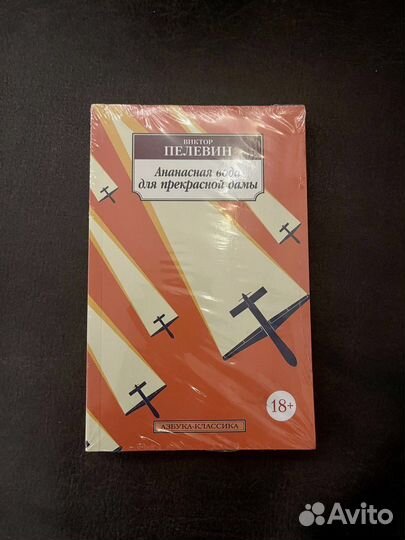 ВИКТОР
ПЕЛЕВИН
Ананасная вода
для прекрасной дамы
18+
АЗБУКА-КЛАССИКА
Avito